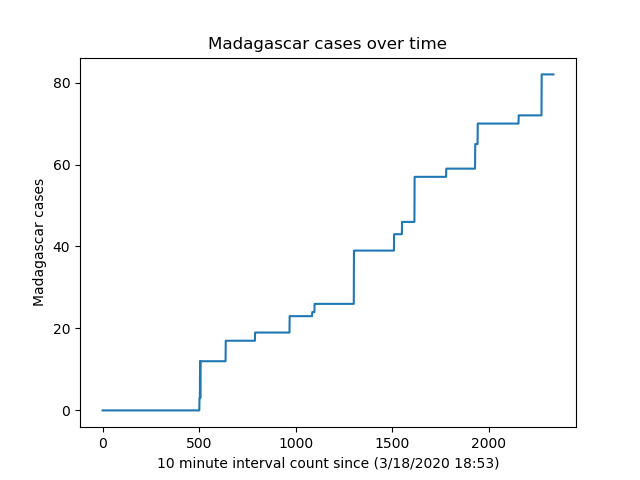 Madagascar cases over time
Madagascar cases
80
60
40
20
0
0 500 1000 1500 2000
10 minute interval count since (3/18/2020 18:53)